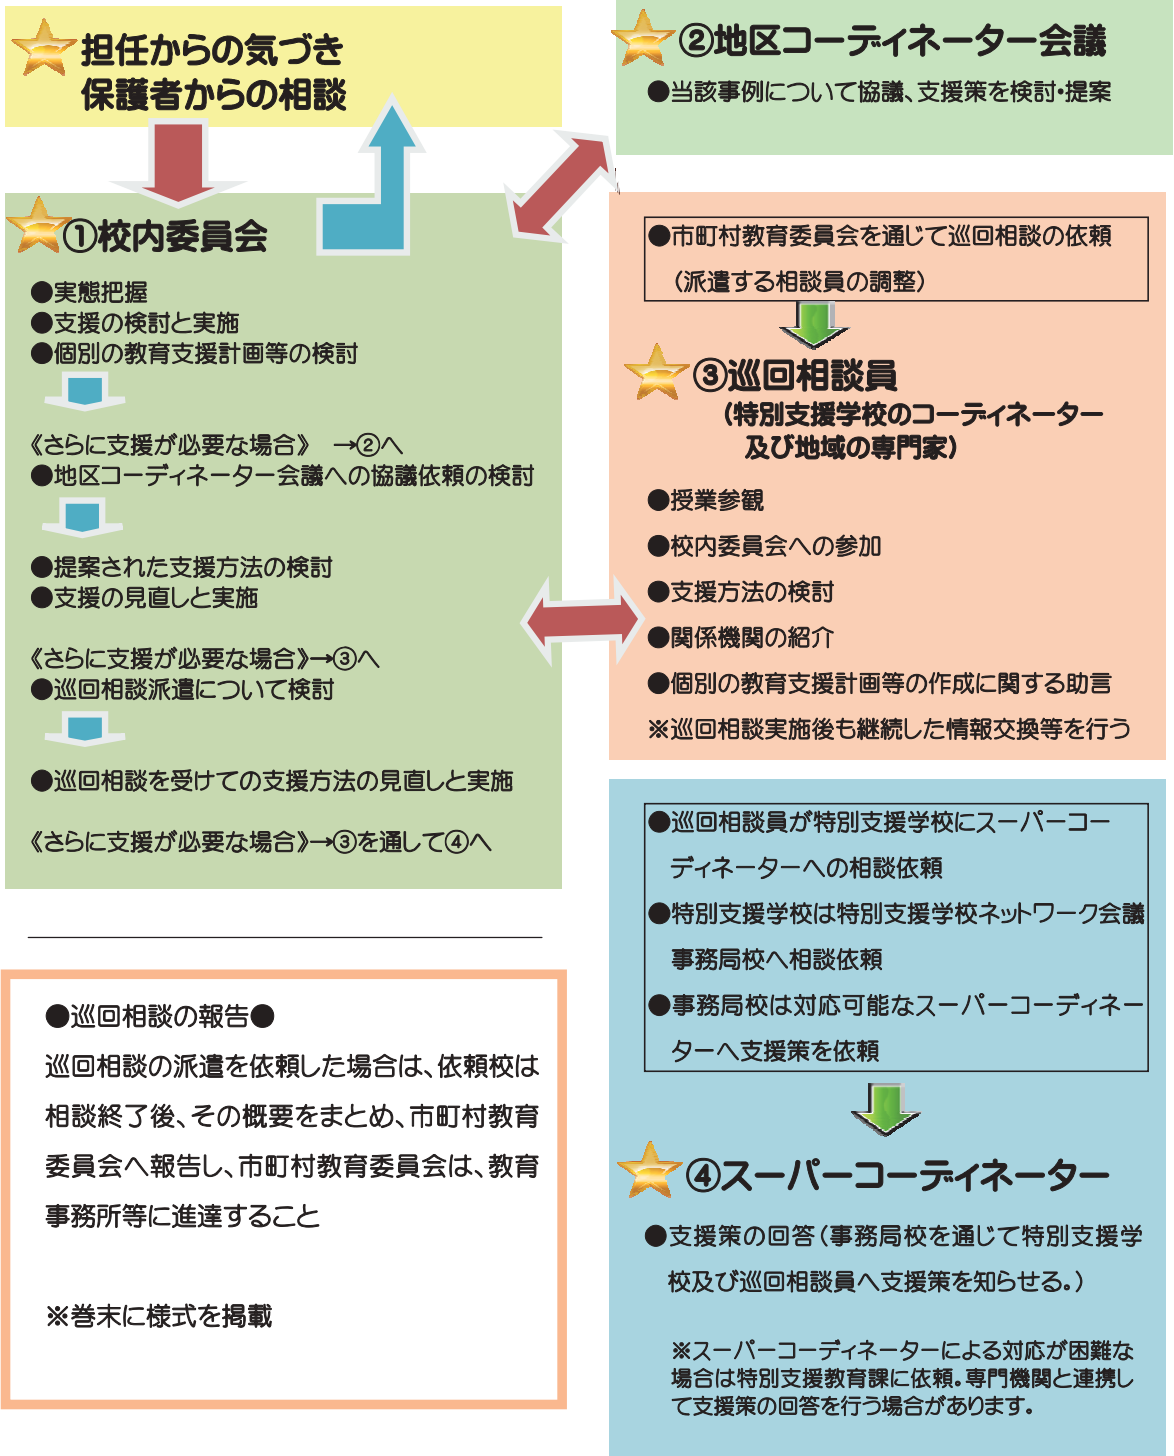 担任からの気づき
保護者からの相談
①校内委員会
●実態把握
●支援の検討と実施
●個別の教育支援計画等の検討
《さらに支援が必要な場合》　→②へ
●地区コーディネーター会議への協議依頼の検討
●提案された支援方法の検討
●支援の見直しと実施
《さらに支援が必要な場合》→③へ
●巡回相談派遣について検討
●巡回相談を受けての支援方法の見直しと実施
《さらに支援が必要な場合》→③を通して④へ
●巡回相談の報告●
巡回相談の派遣を依頼した場合は、依頼校は
相談終了後、その概要をまとめ、市町村教育
委員会へ報告し、市町村教育委員会は、教育
事務所等に進達すること
※巻末に様式を掲載
②地区コーディネーター会議
●当該事例について協議、支援策を検討・提案
●市町村教育委員会を通じて巡回相談の依頼
（派遣する相談員の調整）
③巡回相談員
（特別支援学校のコーディネーター
及び地域の専門家）
●授業参観
●校内委員会への参加
●支援方法の検討
●関係機関の紹介
●個別の教育支援計画等の作成に関する助言
※巡回相談実施後も継続した情報交換等を行う
●巡回相談員が特別支援学校にスーパーコー
ディネーターへの相談依頼
●特別支援学校は特別支援学校ネットワーク会議
事務局校へ相談依頼
●事務局校は対応可能なスーパーコーディネー
ターへ支援策を依頼
④スーパーコーディネーター
●支援策の回答（事務局校を通じて特別支援学
校及び巡回相談員へ支援策を知らせる。）
※スーパーコーディネーターによる対応が困難な
場合は特別支援教育課に依頼。専門機関と連携し
て支援策の回答を行う場合があります。